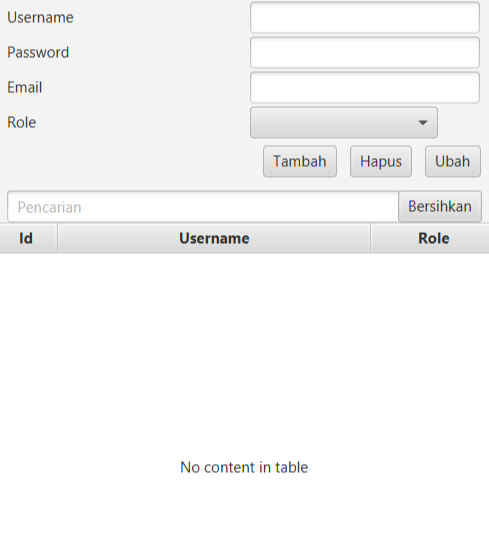 Username
Password
Email
Role
Tambah Hapus Ubah
Pencarian Bersihkan
Id Username Role
No content in table